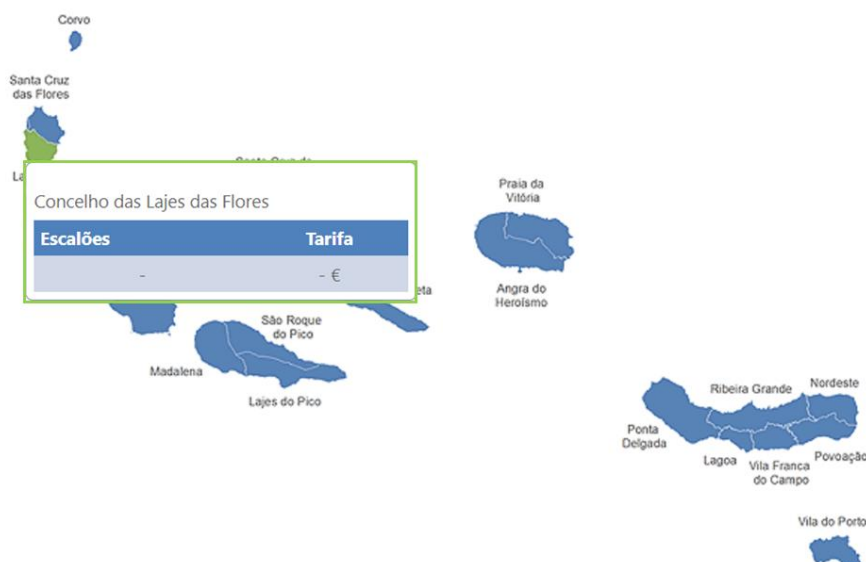 Corvo
Santa Cruz
das Flores
Concelho das Lajes das Flores
Escalões Tarifa
- - €
Praia da
Vitória
Angra do
Heroísmo
São Roque
do Pico
Madalena
Lajes do Pico
Ribeira Grande
Nordeste
Ponta
Delgada
Lagoa
Vila Franca
do Campo
Povoação
Vila do Porto